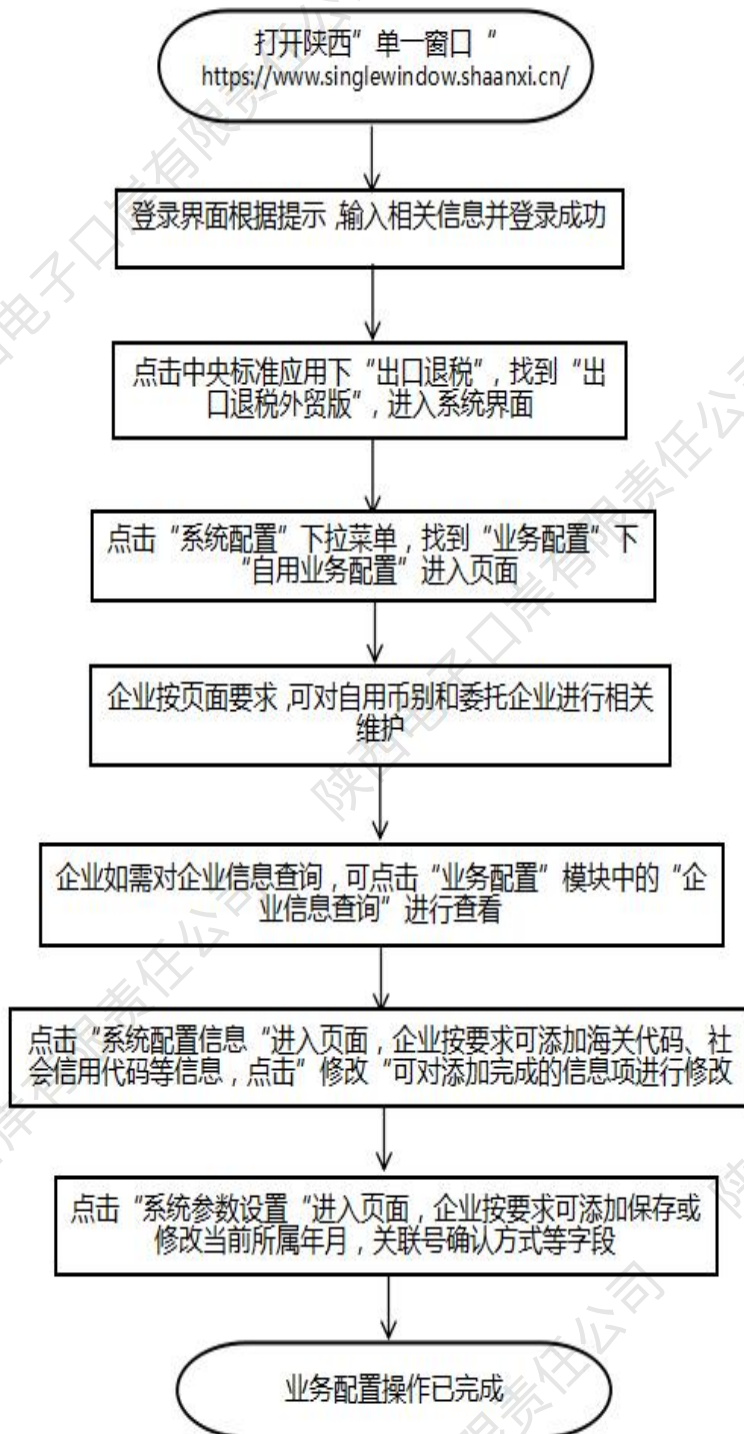 打开陕西”单一窗口“
https://www.singlewindow.shaanxi.cn/
登录界面根据提示,输入相关信息并登录成功
点击中央标准应用下“出口退税”，找到“出
口退税外贸版”，进入系统界面
点击“系统配置”下拉菜单，找到“业务配置”下
“自用业务配置”进入页面
企业按页面要求,可对自用币别和委托企业进行相关
维护
企业如需对企业信息查询，可点击“业务配置”模块中的“企
业信息查询”进行查看
点击“系统配置信息“进入页面，企业按要求可添加海关代码、社
会信用代码等信息，点击”修改“可对添加完成的信息项进行修改
点击“系统参数设置“进入页面，企业按要求可添加保存或
修改当前所属年月，关联号确认方式等字段
业务配置操作已完成
陕西电子口岸有限责任公司